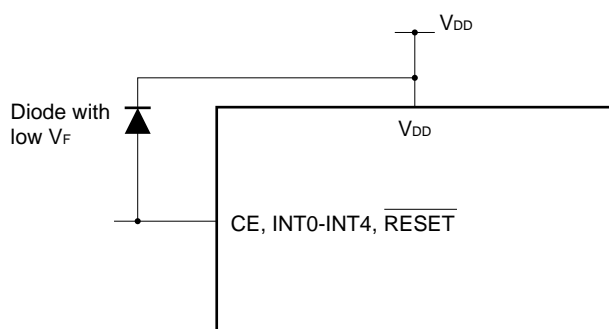 VDD
Diode with
low VF
VDD
CE, INT0-INT4, RESET